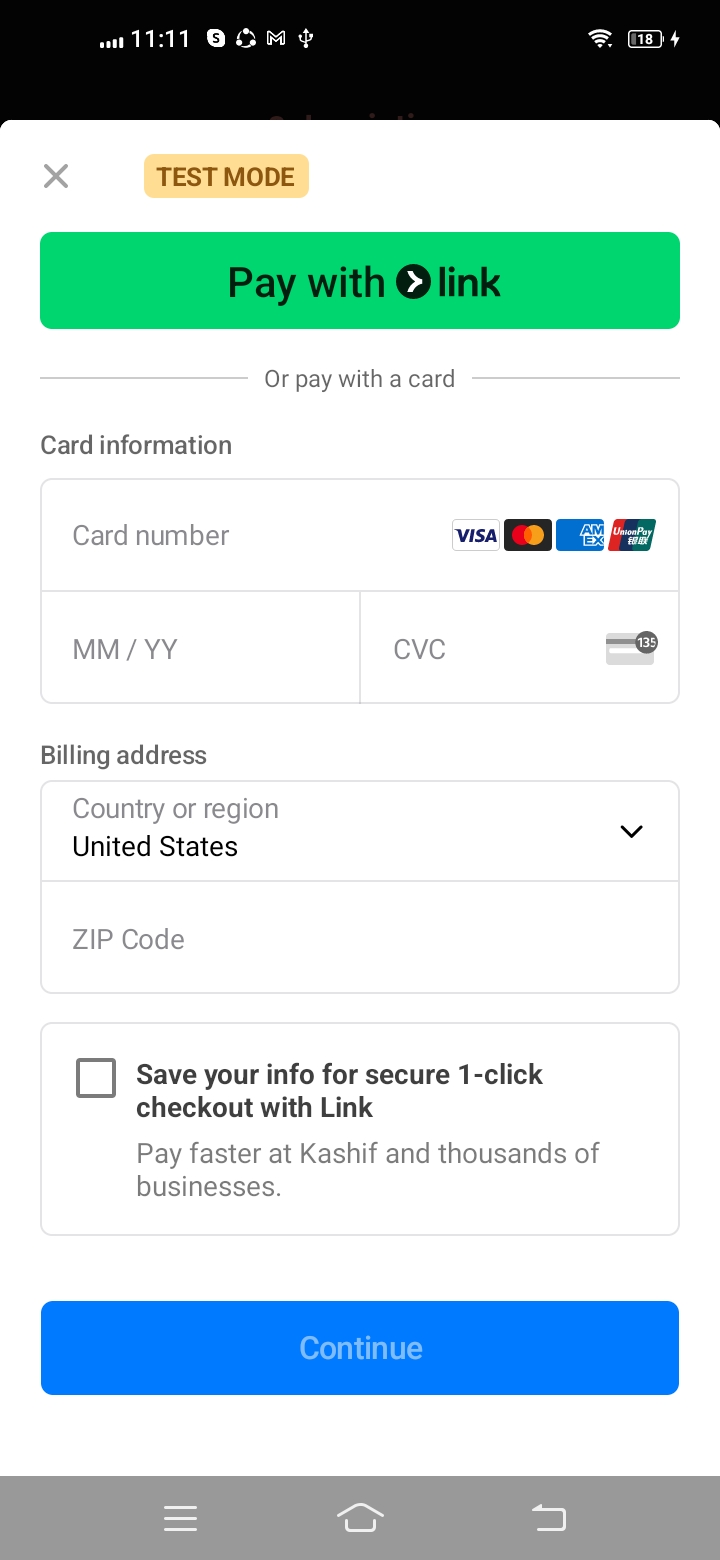 11:11
18
TEST MODE
Pay with link
Or pay with a card
Card information
Card number
VISA
AM
EX
UnionPay
银联
MM / YY
CVC
135
Billing address
Country or region
United States
ZIP Code
Save your info for secure 1-click
checkout with Link
Pay faster at Kashif and thousands of
businesses.
Continue